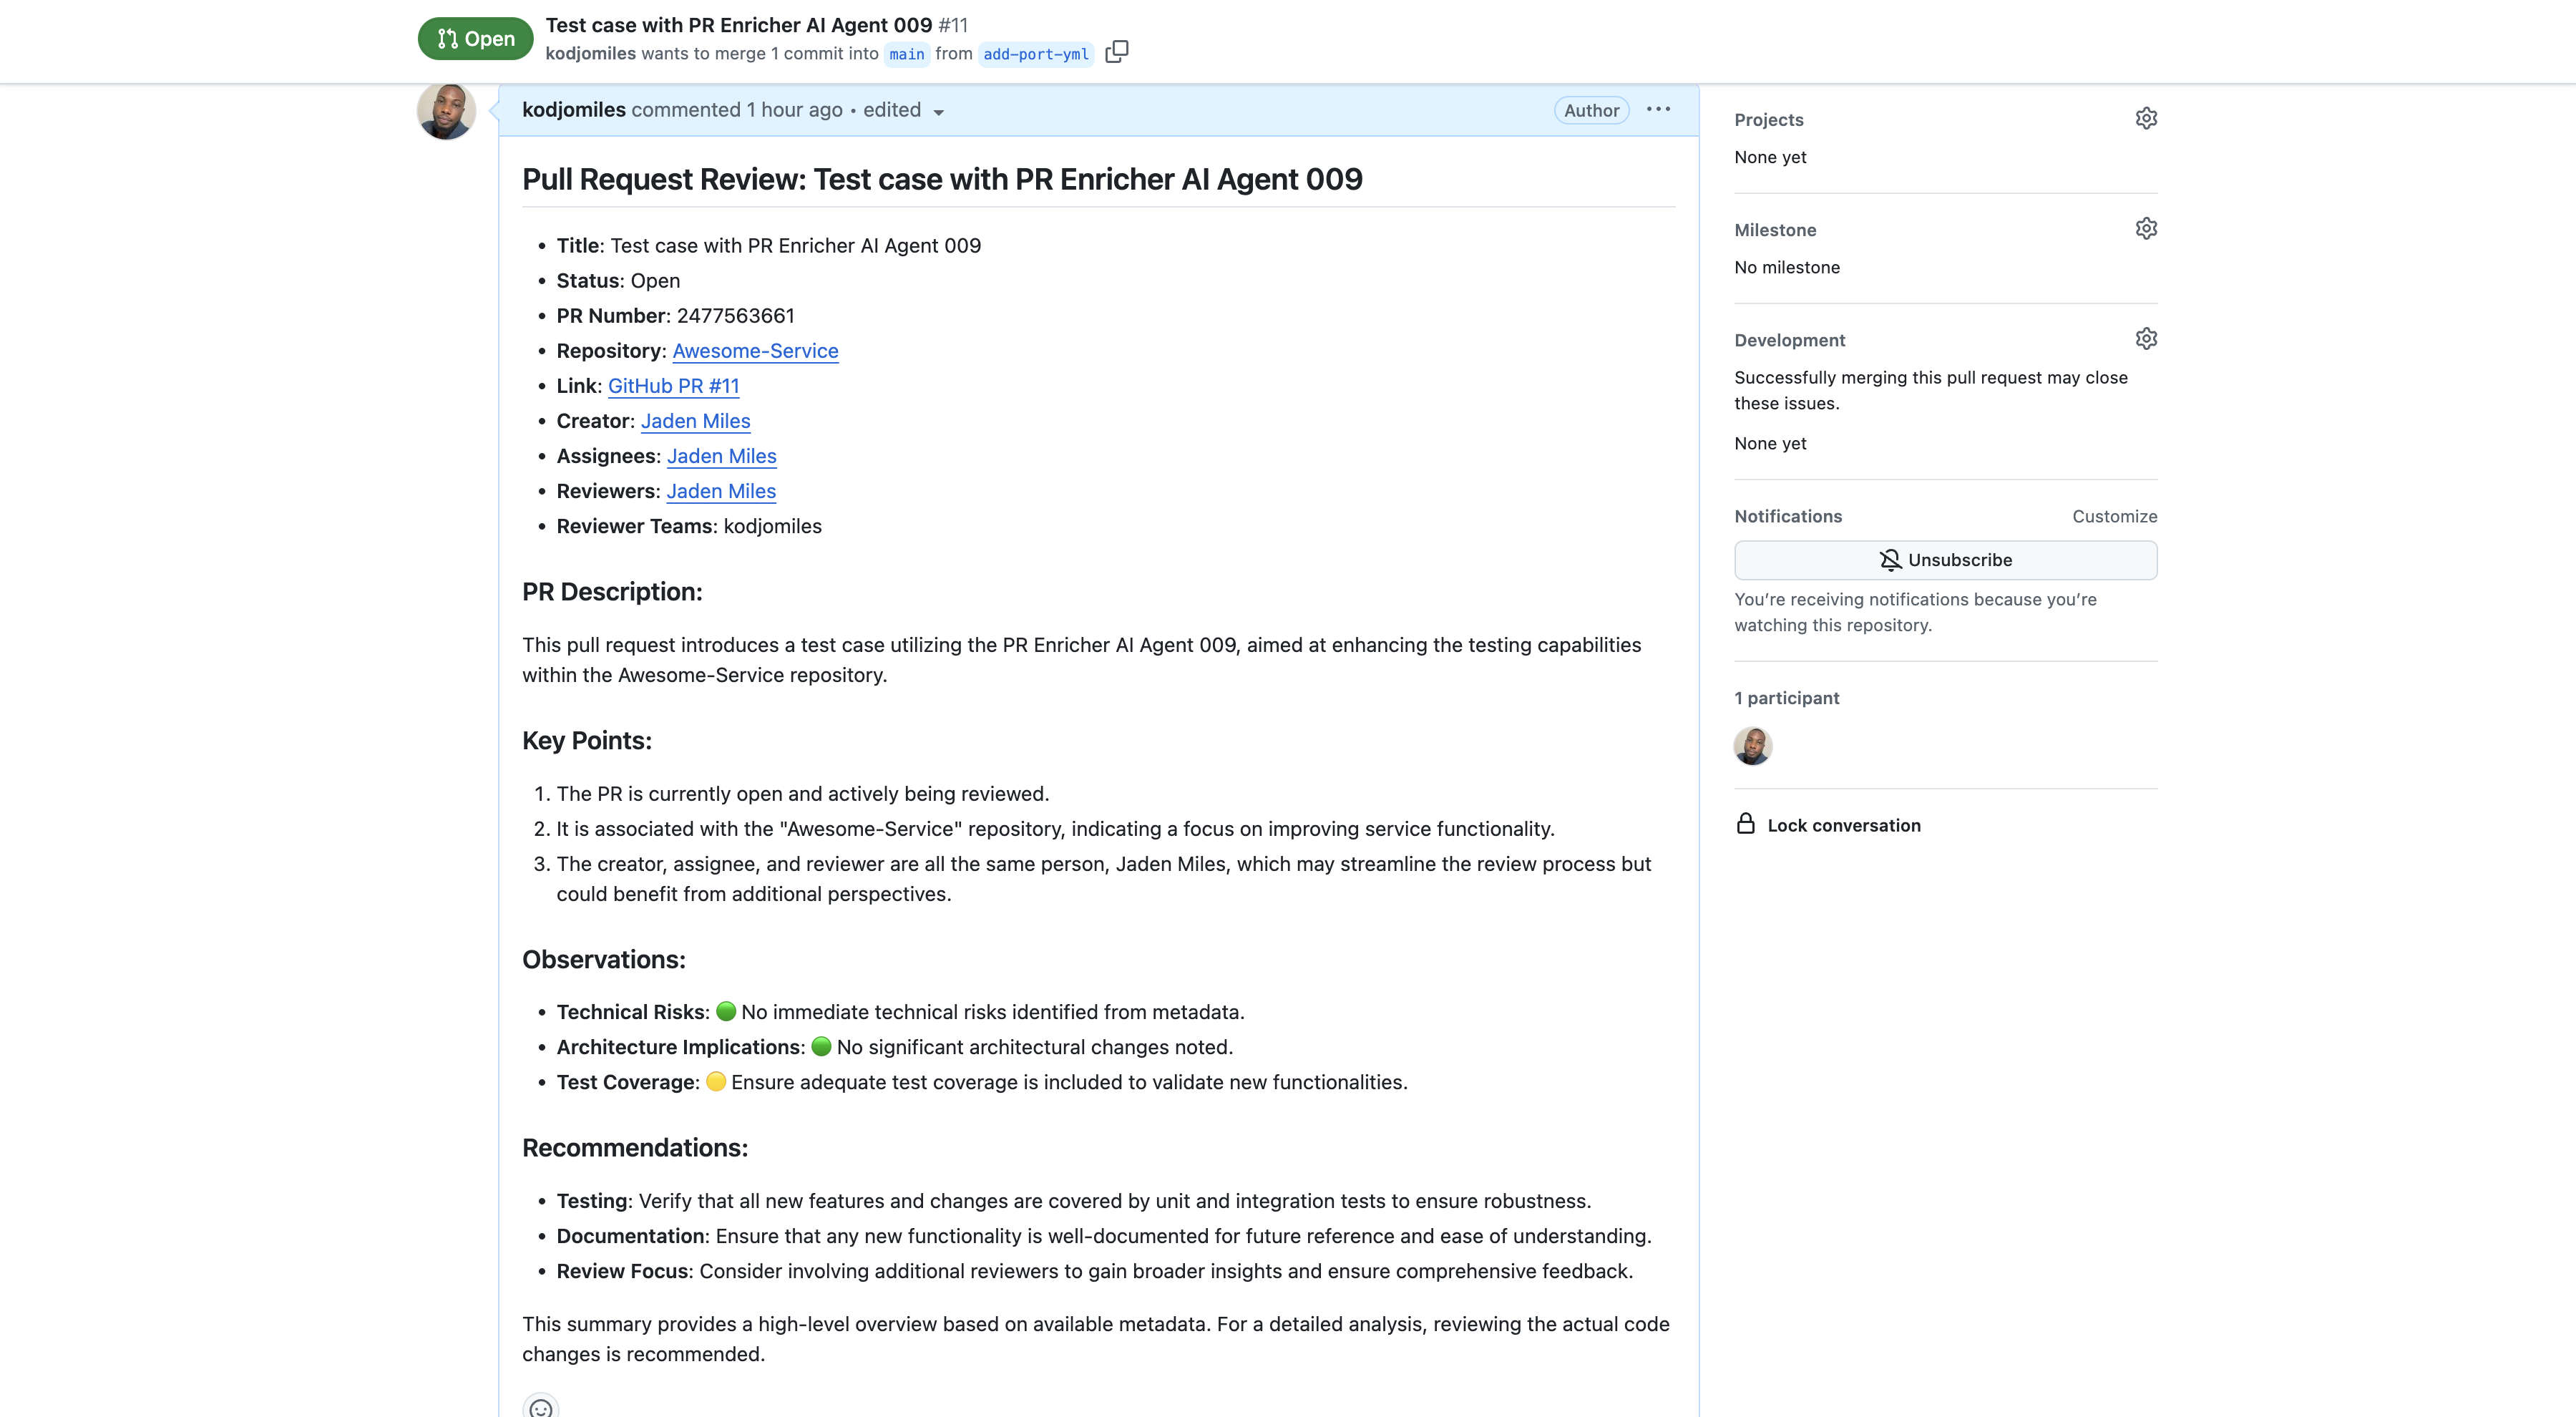 Open
Test case with PR Enricher AI Agent 009 #11
kodjomiles wants to merge 1 commit into main from add-port-yml
kodjomiles commented 1 hour ago • edited
Author
Pull Request Review: Test case with PR Enricher AI Agent 009
• Title: Test case with PR Enricher AI Agent 009
• Status: Open
• PR Number: 2477563661
• Repository: Awesome-Service
• Link: GitHub PR #11
• Creator: Jaden Miles
• Assignees: Jaden Miles
• Reviewers: Jaden Miles
• Reviewer Teams: kodjomiles
PR Description:
This pull request introduces a test case utilizing the PR Enricher AI Agent 009, aimed at enhancing the testing capabilities
within the Awesome-Service repository.
Key Points:
1. The PR is currently open and actively being reviewed.
2. It is associated with the "Awesome-Service" repository, indicating a focus on improving service functionality.
3. The creator, assignee, and reviewer are all the same person, Jaden Miles, which may streamline the review process but
could benefit from additional perspectives.
Observations:
• Technical Risks: 🟢 No immediate technical risks identified from metadata.
• Architecture Implications: 🟢 No significant architectural changes noted.
• Test Coverage: 🟡 Ensure adequate test coverage is included to validate new functionalities.
Recommendations:
• Testing: Verify that all new features and changes are covered by unit and integration tests to ensure robustness.
• Documentation: Ensure that any new functionality is well-documented for future reference and ease of understanding.
• Review Focus: Consider involving additional reviewers to gain broader insights and ensure comprehensive feedback.
This summary provides a high-level overview based on available metadata. For a detailed analysis, reviewing the actual code
changes is recommended.
Projects
None yet
Milestone
No milestone
Development
Successfully merging this pull request may close
these issues.
None yet
Notifications
Customize
Unsubscribe
You’re receiving notifications because you’re
watching this repository.
1 participant
Lock conversation